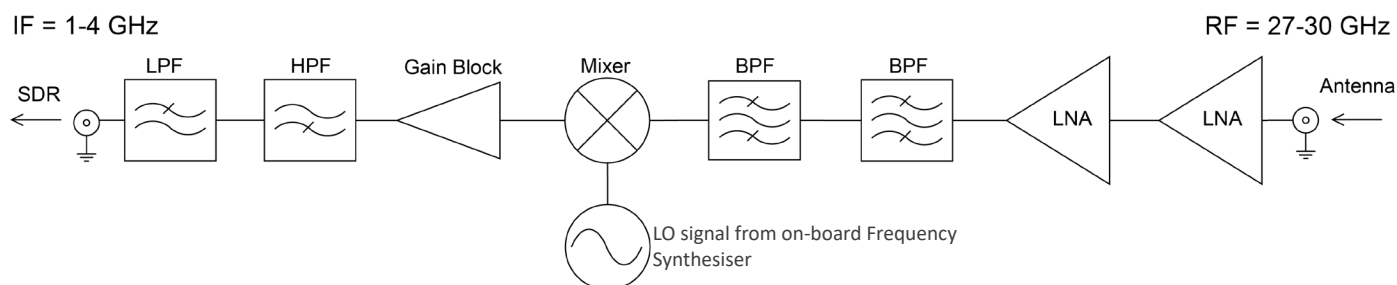 IF = 1-4 GHz
RF = 27-30 GHz
LPF
HPF
Gain Block
Mixer
BPF
BPF
SDR
LNA
LNA
Antenna
LO signal from on-board Frequency
Synthesiser